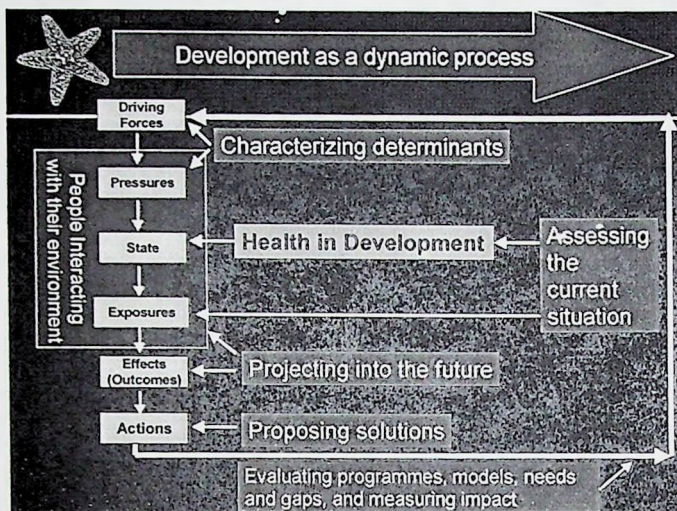 Development as a dynamic process
Driving
Forces
Characterizing determinants
People Interacting
with their environment
Pressures
State
Health in Development
Assessing
the
current
situation
Exposures
Effects
(Outcomes)
Projecting into the future
Actions
Proposing solutions
Evaluating programmes, models, needs
and gaps, and measuring impact